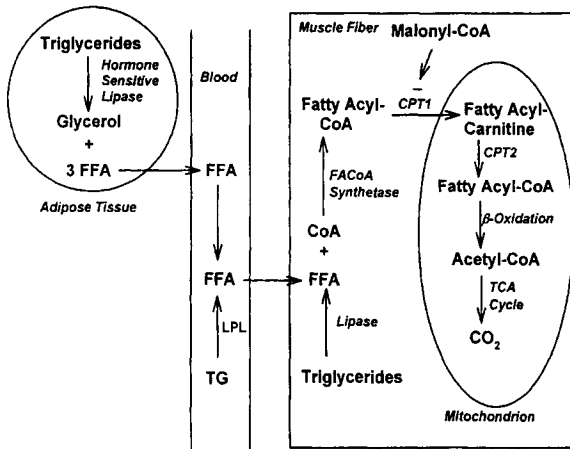 Triglycerides
Hormone
Sensitive
Lipase
Glycerol
+
3 FFA
Adipose Tissue
Blood
FFA
FFA
LPL
TG
Muscle Fiber
Malonyl-CoA
–
Fatty Acyl-
CoA
CPT1
FACoA
Synthetase
CoA
+
FFA
Lipase
Triglycerides
Fatty Acyl-
Carnitine
CPT2
Fatty Acyl-CoA
β-Oxidation
Acetyl-CoA
TCA
Cycle
CO₂
Mitochondrion